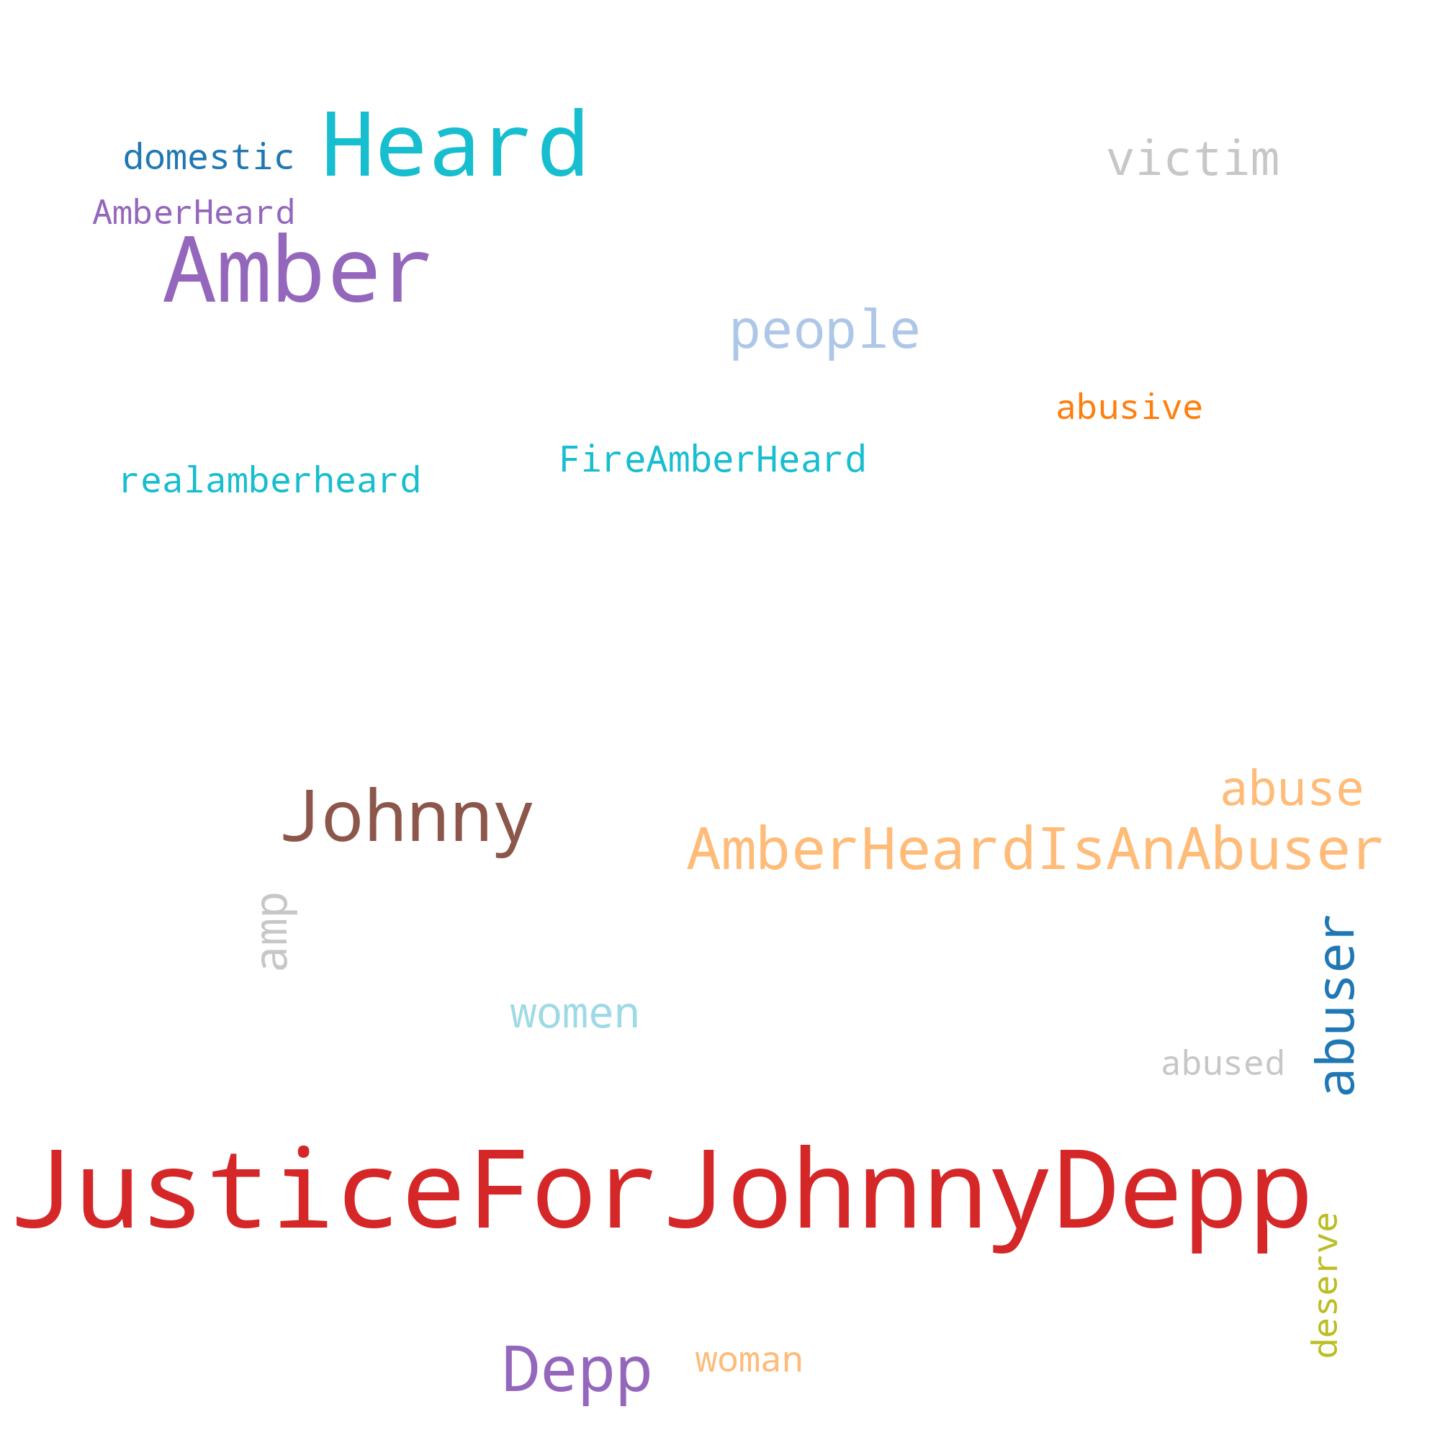 Heard
domestic
victim
AmberHeard
Amber
people
abusive
FireAmberHeard
realamberheard
abuse
Johnny
AmberHeardIsAnAbuser
amp
abuser
women
abused
JusticeForJohnnyDepp
deserve
Depp
woman